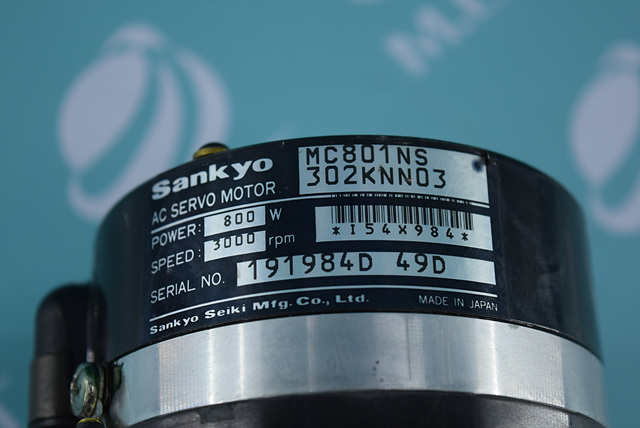 Sankyo
AC SERVO MOTOR
MC801NS
302KNN03
POWER: 800 W
SPEED: 3000 rpm
*I54X984*
SERIAL NO. 191984D 49D
Sankyo Seiki Mfg. Co., Ltd.
MADE IN JAPAN